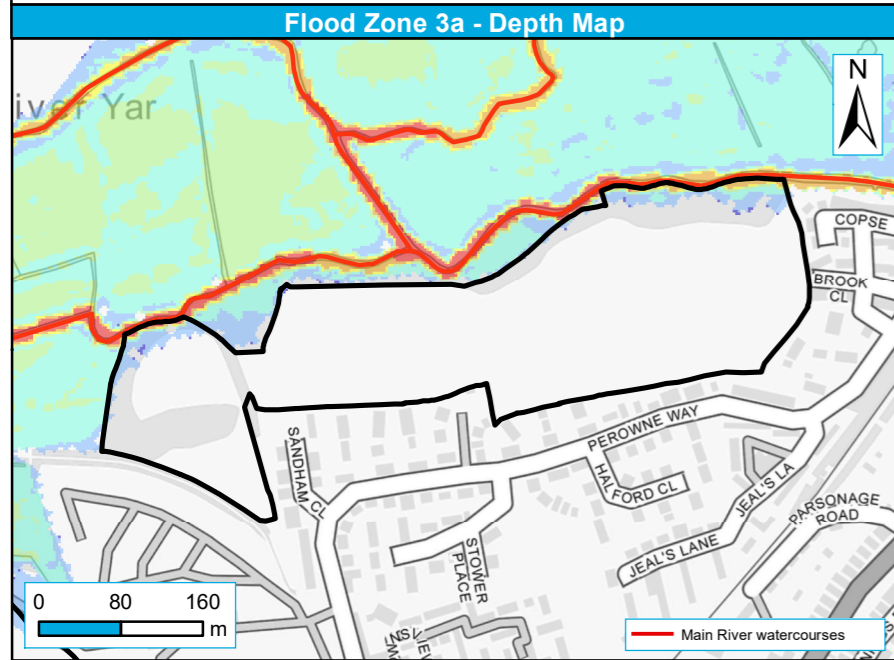 Flood Zone 3a - Depth Map
iver Yar
N
COPSE
BROOK
CL
PEROWNE WAY
SANDHAM
CL
HALFORD CL
JEAL'S LA
PARSONAGE
ROAD
STOWER
PLACE
JEAL'S LANE
0 80 160
m
Main River watercourses